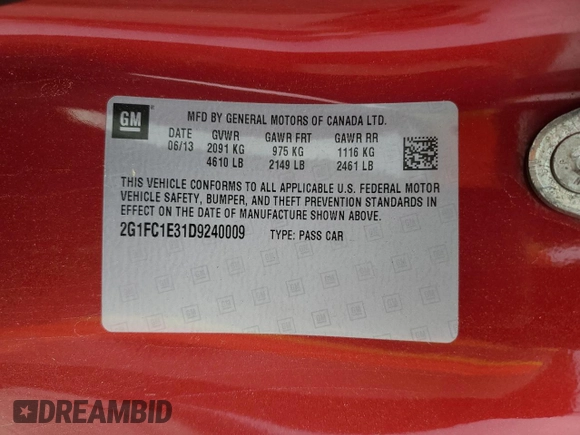 GM
MFD BY GENERAL MOTORS OF CANADA LTD.
DATE GVWR GAWR FRT GAWR RR
06/13 2091 KG 975 KG 1116 KG
4610 LB 2149 LB 2461 LB
THIS VEHICLE CONFORMS TO ALL APPLICABLE U.S. FEDERAL MOTOR
VEHICLE SAFETY, BUMPER, AND THEFT PREVENTION STANDARDS IN
EFFECT ON THE DATE OF MANUFACTURE SHOWN ABOVE.
2G1FC1E31D9240009 TYPE: PASS CAR
DREAMBID